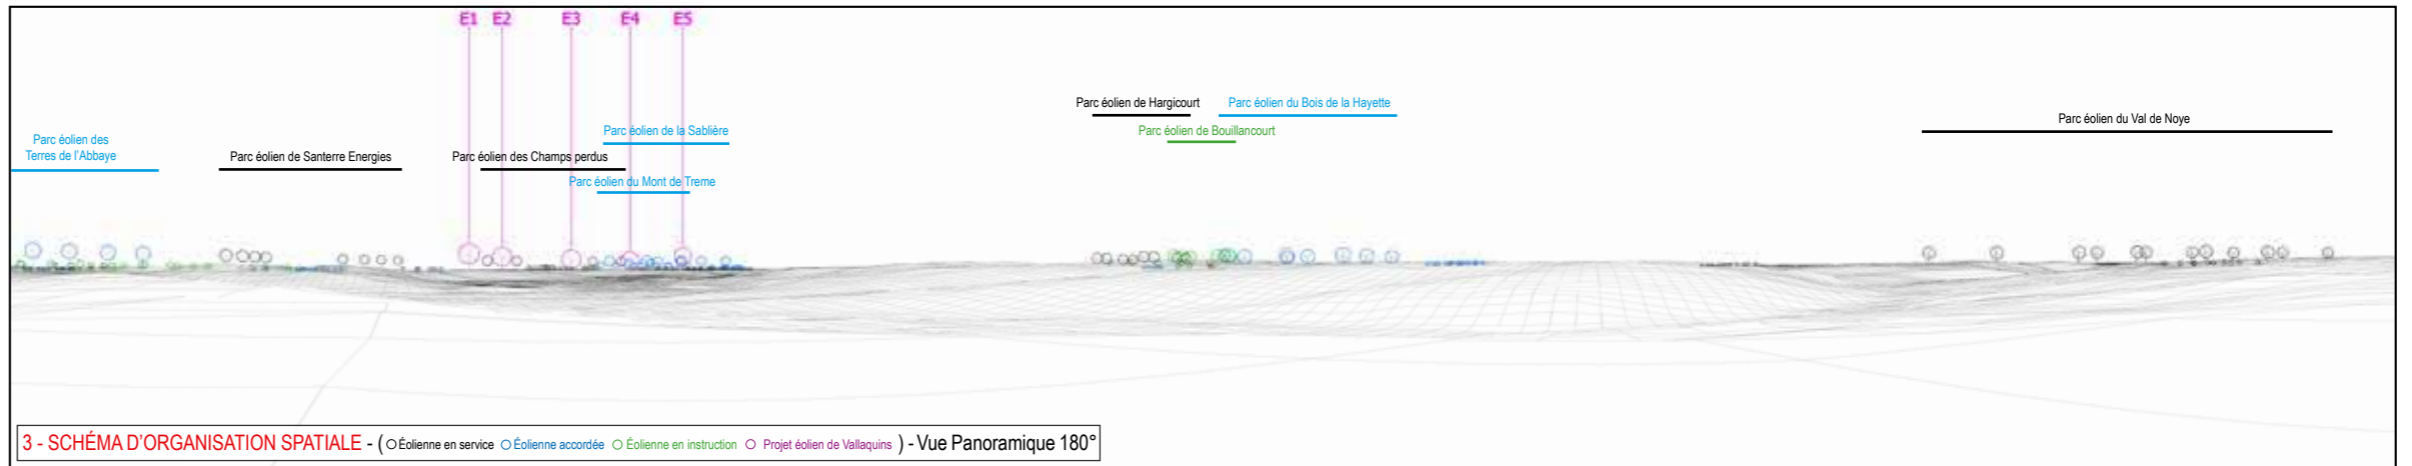 E1 E2 E3 E4 E5
Parc éolien de Hargicourt
Parc éolien du Bois de la Hayette
Parc éolien du Val de Noye
Parc éolien de la Sablière
Parc éolien de Bouillancourt
Parc éolien des
Terres de l'Abbaye
Parc éolien de Santerre Energies
Parc éolien des Champs perdus
Parc éolien du Mont de Treme
3 - SCHÉMA D'ORGANISATION SPATIALE - ( Éolienne en service Éolienne accordée Éolienne en instruction Projet éolien de Vallaquins ) - Vue Panoramique 180°